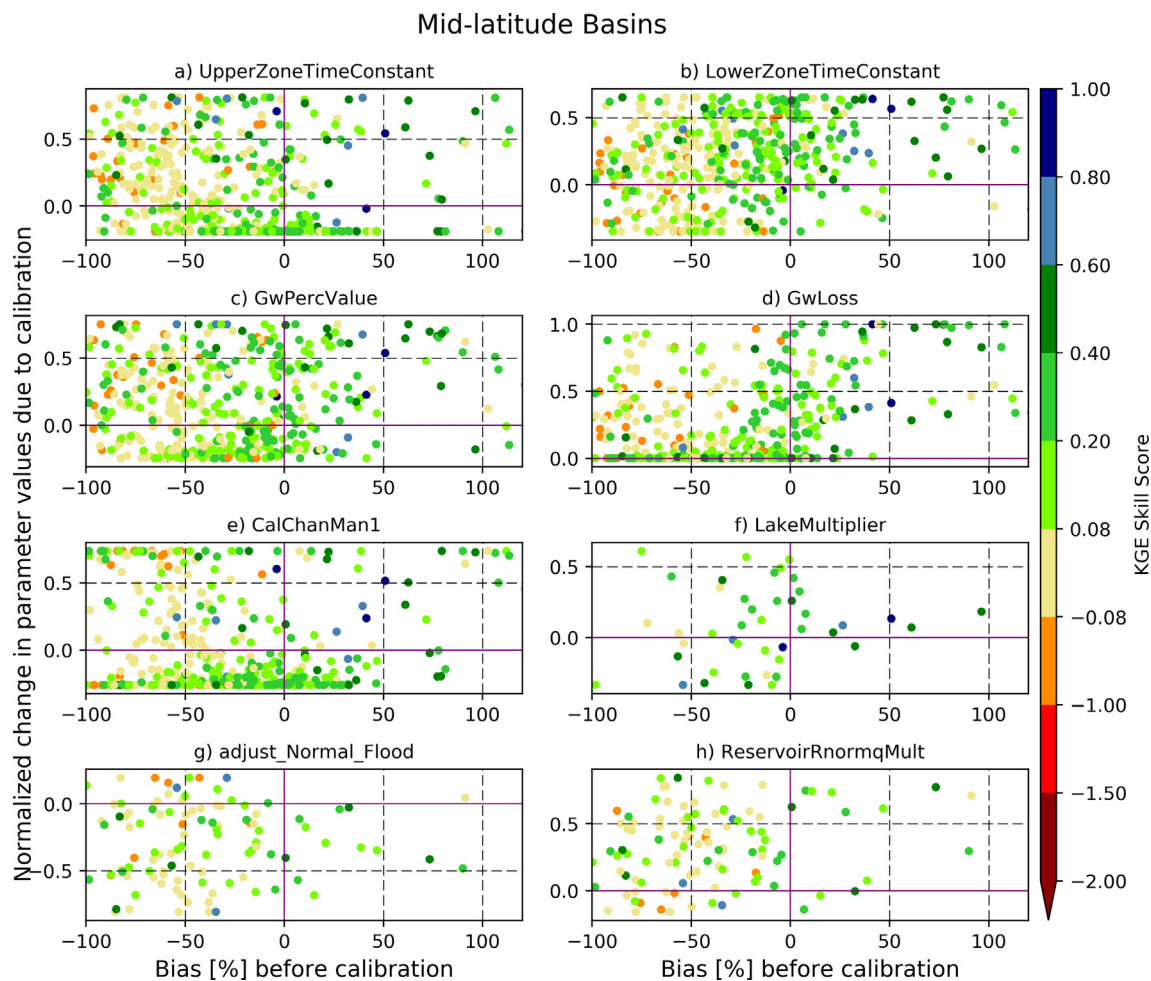 Mid-latitude Basins
a) UpperZoneTimeConstant
b) LowerZoneTimeConstant
0.5
0.0
−100 −50 0 50 100
0.5
0.0
−100 −50 0 50 100
c) GwPercValue
d) GwLoss
0.5
0.0
−100 −50 0 50 100
1.0
0.5
0.0
−100 −50 0 50 100
e) CalChanMan1
f) LakeMultiplier
0.5
0.0
−100 −50 0 50 100
0.5
0.0
−100 −50 0 50 100
g) adjust_Normal_Flood
h) ReservoirRnormqMult
0.0
−0.5
−100 −50 0 50 100
0.5
0.0
−100 −50 0 50 100
Normalized change in parameter values due to calibration
Bias [%] before calibration
Bias [%] before calibration
1.00
0.80
0.60
0.40
0.20
0.08
−0.08
−1.00
−1.50
−2.00
KGE Skill Score